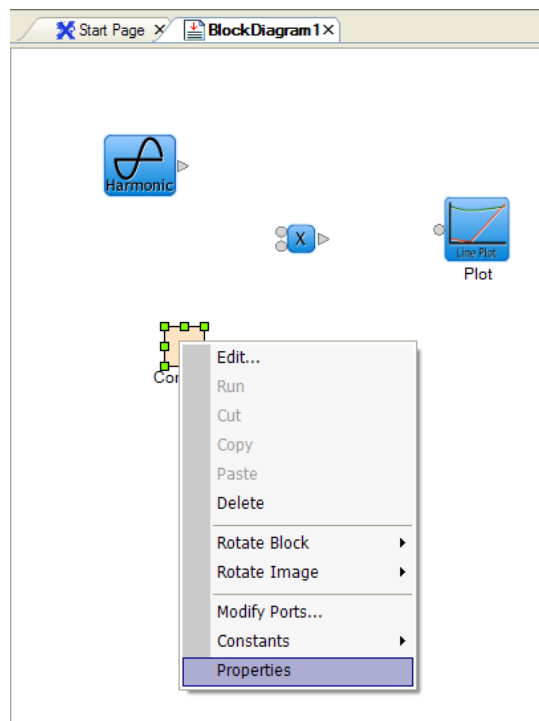 Start Page
BlockDiagram1
Harmonic
X
Line Plot
Plot
Edit...
Run
Cut
Copy
Paste
Delete
Rotate Block
Rotate Image
Modify Ports...
Constants
Properties